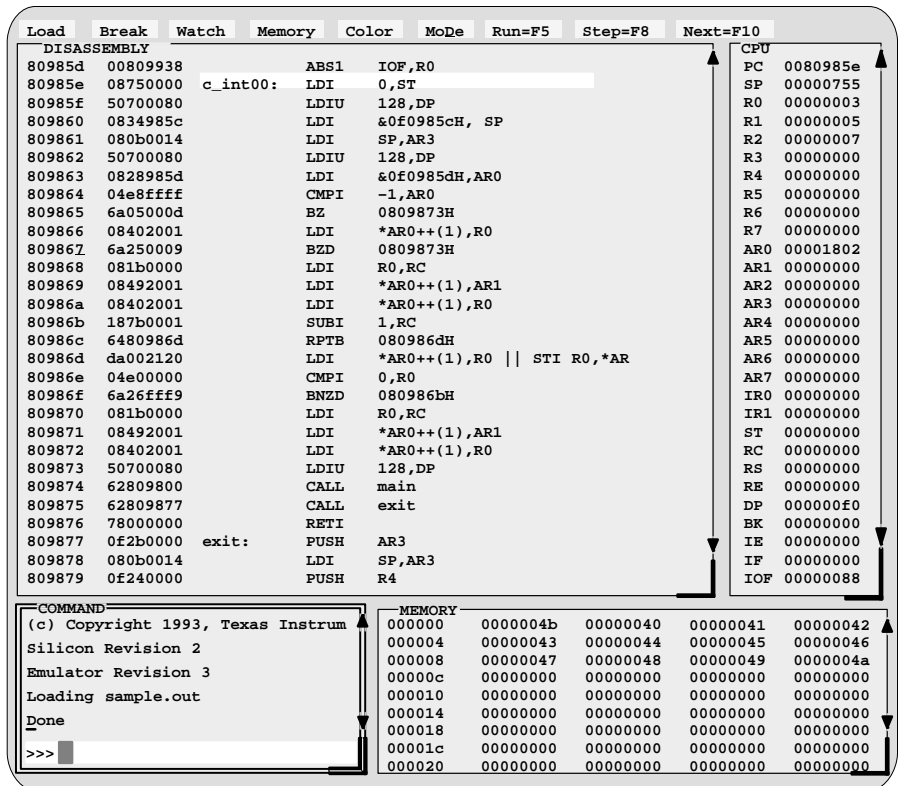 Load Break Watch Memory Color MoDe Run=F5 Step=F8 Next=F10
DISASSEMBLY
80985d 00809938 ABS1 IOF,R0
80985e 08750000 c_int00: LDI 0,ST
80985f 50700080 LDIU 128,DP
809860 0834985c LDI &0f0985cH, SP
809861 080b0014 LDI SP,AR3
809862 50700080 LDIU 128,DP
809863 0828985d LDI &0f0985dH,AR0
809864 04e8ffff CMPI -1,AR0
809865 6a05000d BZ 0809873H
809866 08402001 LDI *AR0++(1),R0
809867 6a250009 BZD 0809873H
809868 081b0000 LDI R0,RC
809869 08492001 LDI *AR0++(1),AR1
80986a 08402001 LDI *AR0++(1),R0
80986b 187b0001 SUBI 1,RC
80986c 6480986d RPTB 080986dH
80986d da002120 LDI *AR0++(1),R0 || STI R0,*AR
80986e 04e00000 CMPI 0,R0
80986f 6a26fff9 BNZD 080986bH
809870 081b0000 LDI R0,RC
809871 08492001 LDI *AR0++(1),AR1
809872 08402001 LDI *AR0++(1),R0
809873 50700080 LDIU 128,DP
809874 62809800 CALL main
809875 62809877 CALL exit
809876 78000000 RETI
809877 0f2b0000 exit: PUSH AR3
809878 080b0014 LDI SP,AR3
809879 0f240000 PUSH R4
CPU
PC 0080985e
SP 00000755
R0 00000003
R1 00000005
R2 00000007
R3 00000000
R4 00000000
R5 00000000
R6 00000000
R7 00000000
AR0 00001802
AR1 00000000
AR2 00000000
AR3 00000000
AR4 00000000
AR5 00000000
AR6 00000000
AR7 00000000
IR0 00000000
IR1 00000000
ST 00000000
RC 00000000
RS 00000000
RE 00000000
DP 000000f0
BK 00000000
IE 00000000
IF 00000000
IOF 00000088
COMMAND
(c) Copyright 1993, Texas Instrum
Silicon Revision 2
Emulator Revision 3
Loading sample.out
Done
>>>
MEMORY
000000 0000004b 00000040 00000041 00000042
000004 00000043 00000044 00000045 00000046
000008 00000047 00000048 00000049 0000004a
00000c 00000000 00000000 00000000 00000000
000010 00000000 00000000 00000000 00000000
000014 00000000 00000000 00000000 00000000
000018 00000000 00000000 00000000 00000000
00001c 00000000 00000000 00000000 00000000
000020 00000000 00000000 00000000 00000000